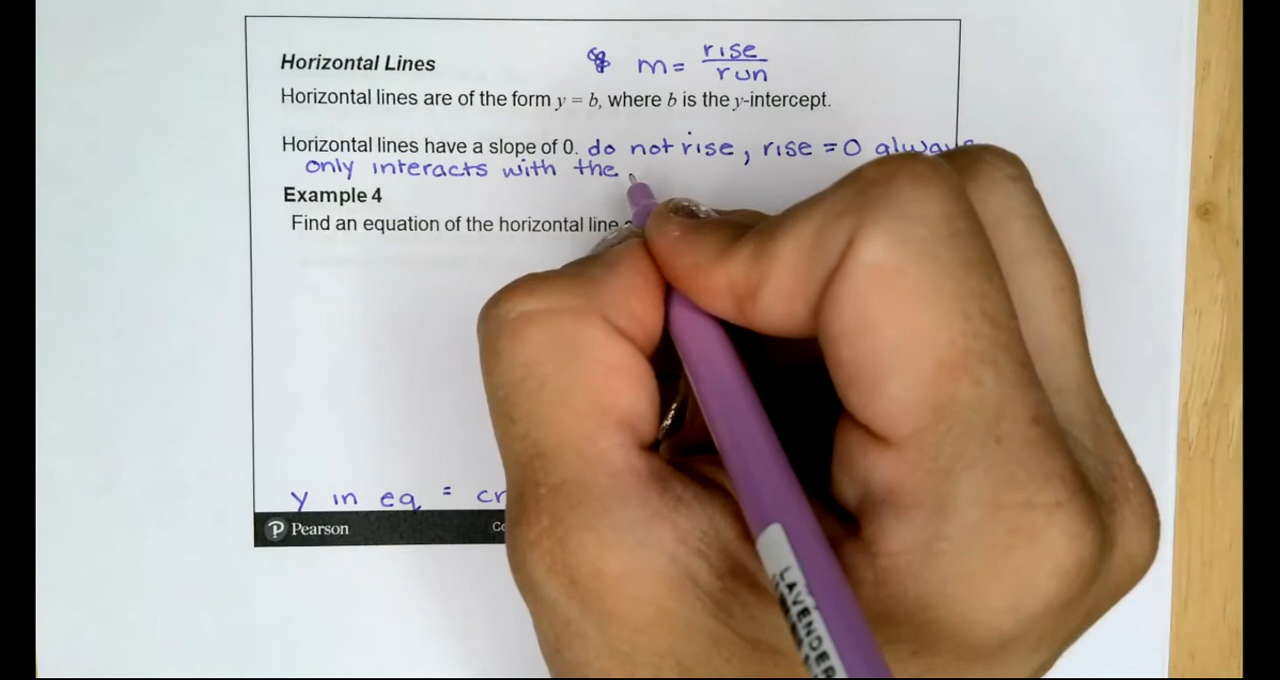 Horizontal Lines m = rise / run
Horizontal lines are of the form y = b, where b is the y-intercept.
Horizontal lines have a slope of 0. do not rise, rise = 0 always
only interacts with the
Example 4
Find an equation of the horizontal line
y in eq =
Pearson
LAVENDER